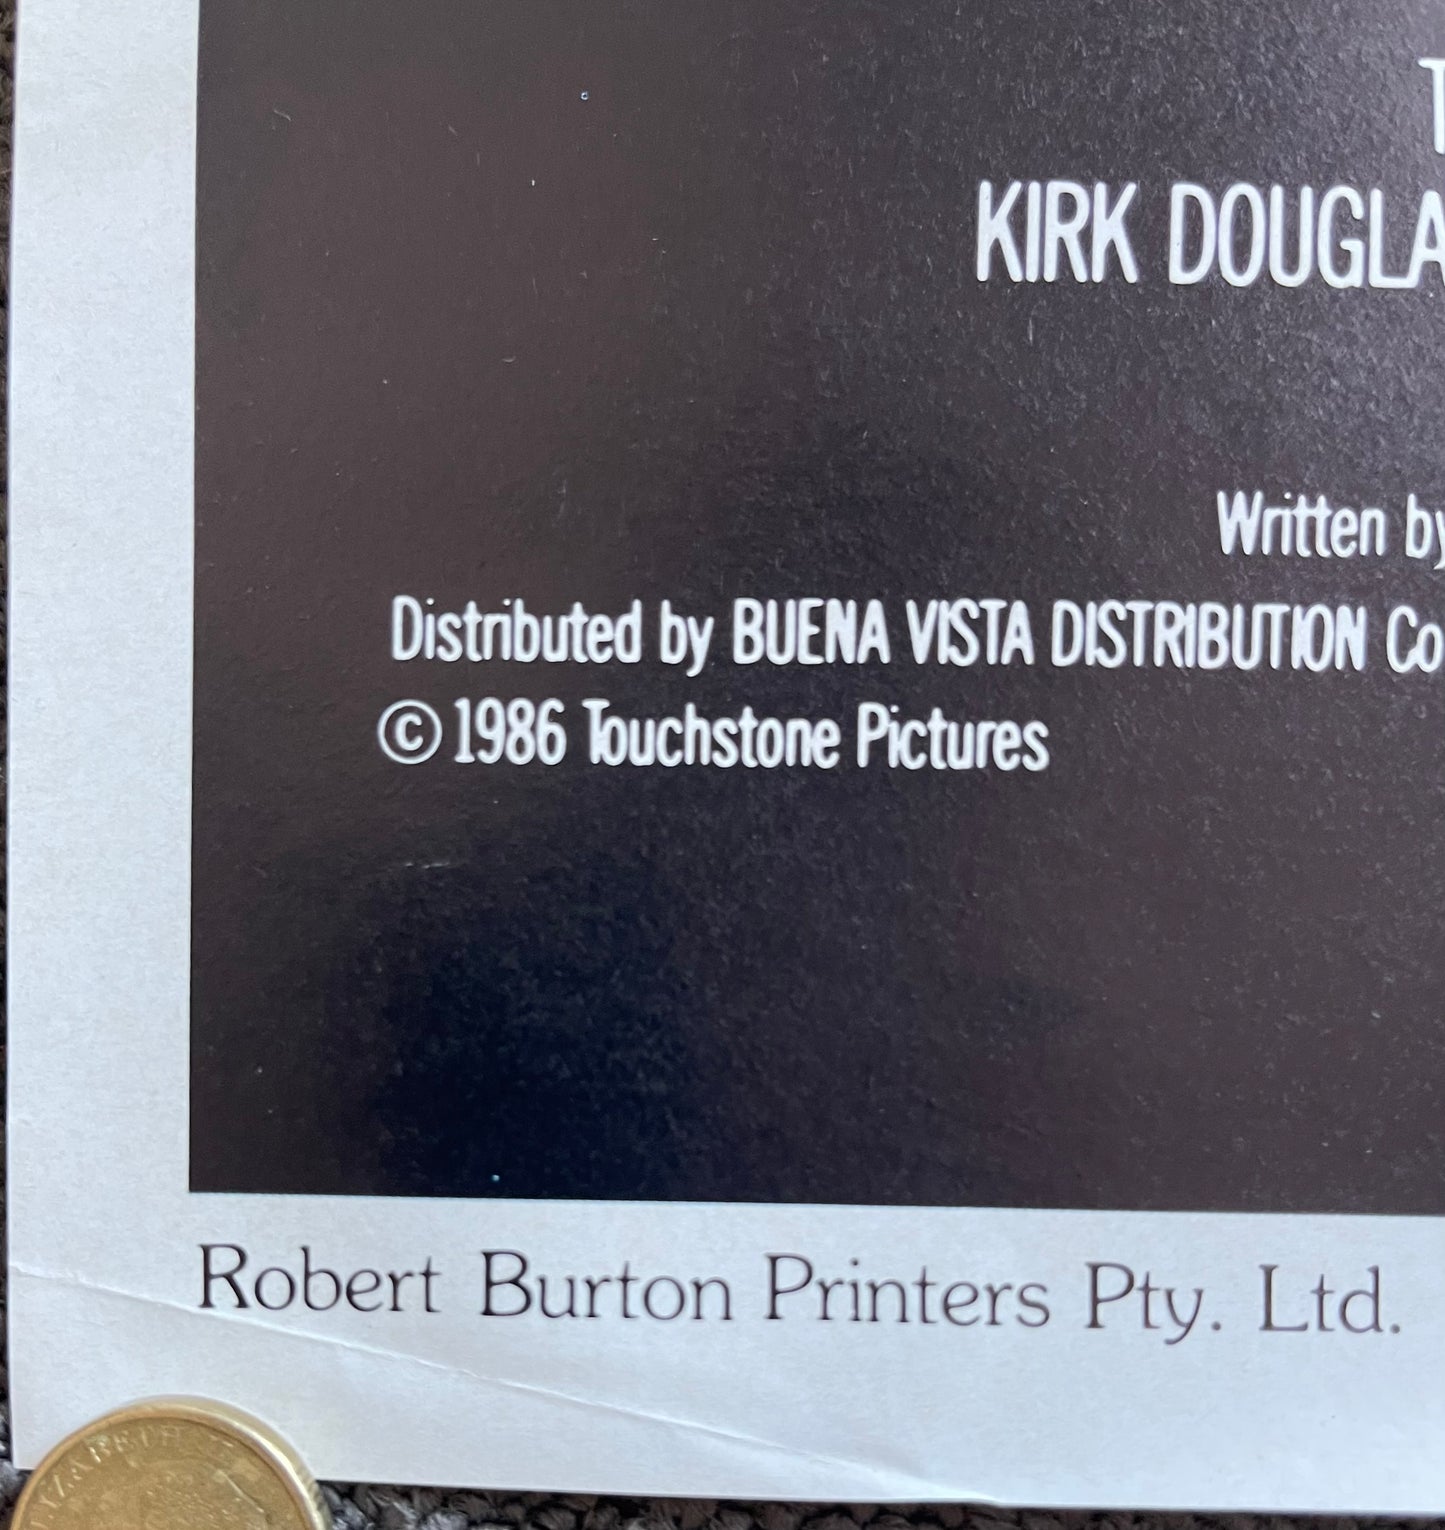 T
KIRK DOUGLA
Written by
Distributed by BUENA VISTA DISTRIBUTION Co
© 1986 Touchstone Pictures
Robert Burton Printers Pty. Ltd.